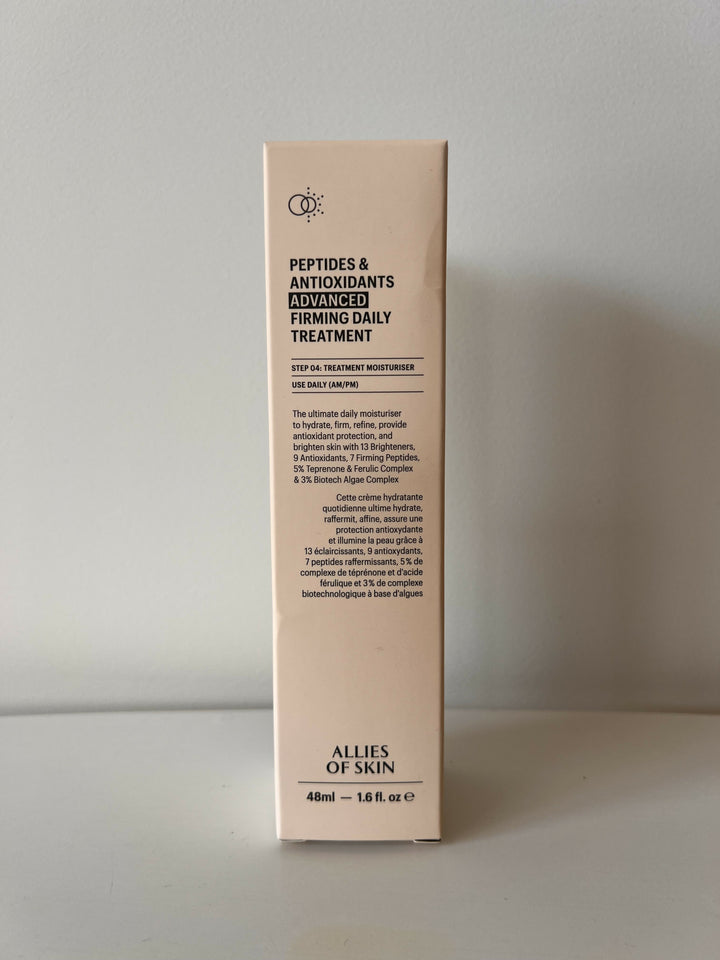 PEPTIDES &
ANTIOXIDANTS
ADVANCED
FIRMING DAILY
TREATMENT
STEP 04: TREATMENT MOISTURISER
USE DAILY (AM/PM)
The ultimate daily moisturiser
to hydrate, firm, refine, provide
antioxidant protection, and
brighten skin with 13 Brighteners,
9 Antioxidants, 7 Firming Peptides,
5% Teprenone & Ferulic Complex
& 3% Biotech Algae Complex
Cette crème hydratante
quotidienne ultime hydrate,
raffermit, affine, assure une
protection antioxydante
et illumine la peau grâce à
13 éclaircissants, 9 antioxydants,
7 peptides raffermissants, 5 % de
complexe de téprénone et d'acide
férulique et 3 % de complexe
biotechnologique à base d'algues
ALLIES
OF SKIN
48ml — 1.6 fl. oz ℮